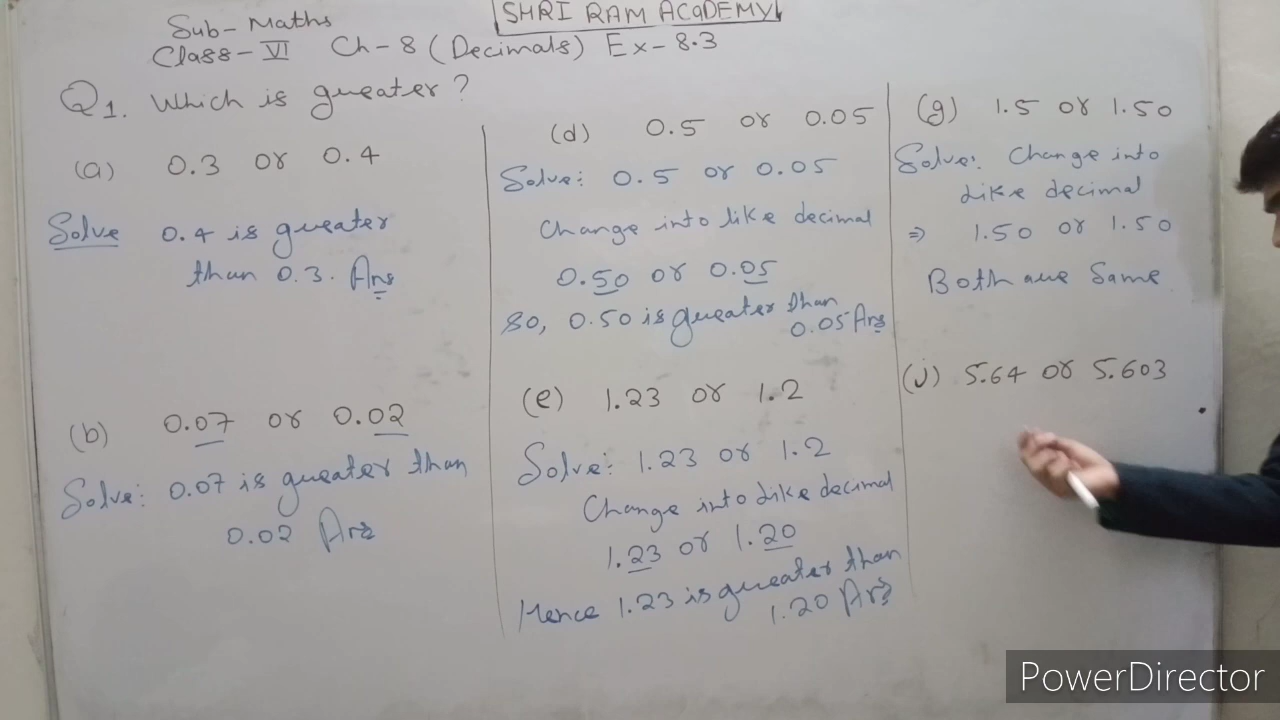 SHRI RAM ACADEMY
Sub- Maths
Class- VI Ch-8 (Decimals) Ex-8.3
Q1. Which is greater?
(a) 0.3 or 0.4
Solve 0.4 is greater
than 0.3. Ans
(b) 0.07 or 0.02
Solve: 0.07 is greater than
0.02 Ans
(d) 0.5 or 0.05
Solve: 0.5 or 0.05
Change into like decimal
0.50 or 0.05
so, 0.50 is greater than
0.05 Ans
(e) 1.23 or 1.2
Solve: 1.23 or 1.2
Change into like decimal
1.23 or 1.20
Hence 1.23 is greater than
1.20 Ans
(g) 1.5 or 1.50
Solve: Change into
like decimal
⇒ 1.50 or 1.50
Both are Same
(j) 5.64 or 5.603
PowerDirector